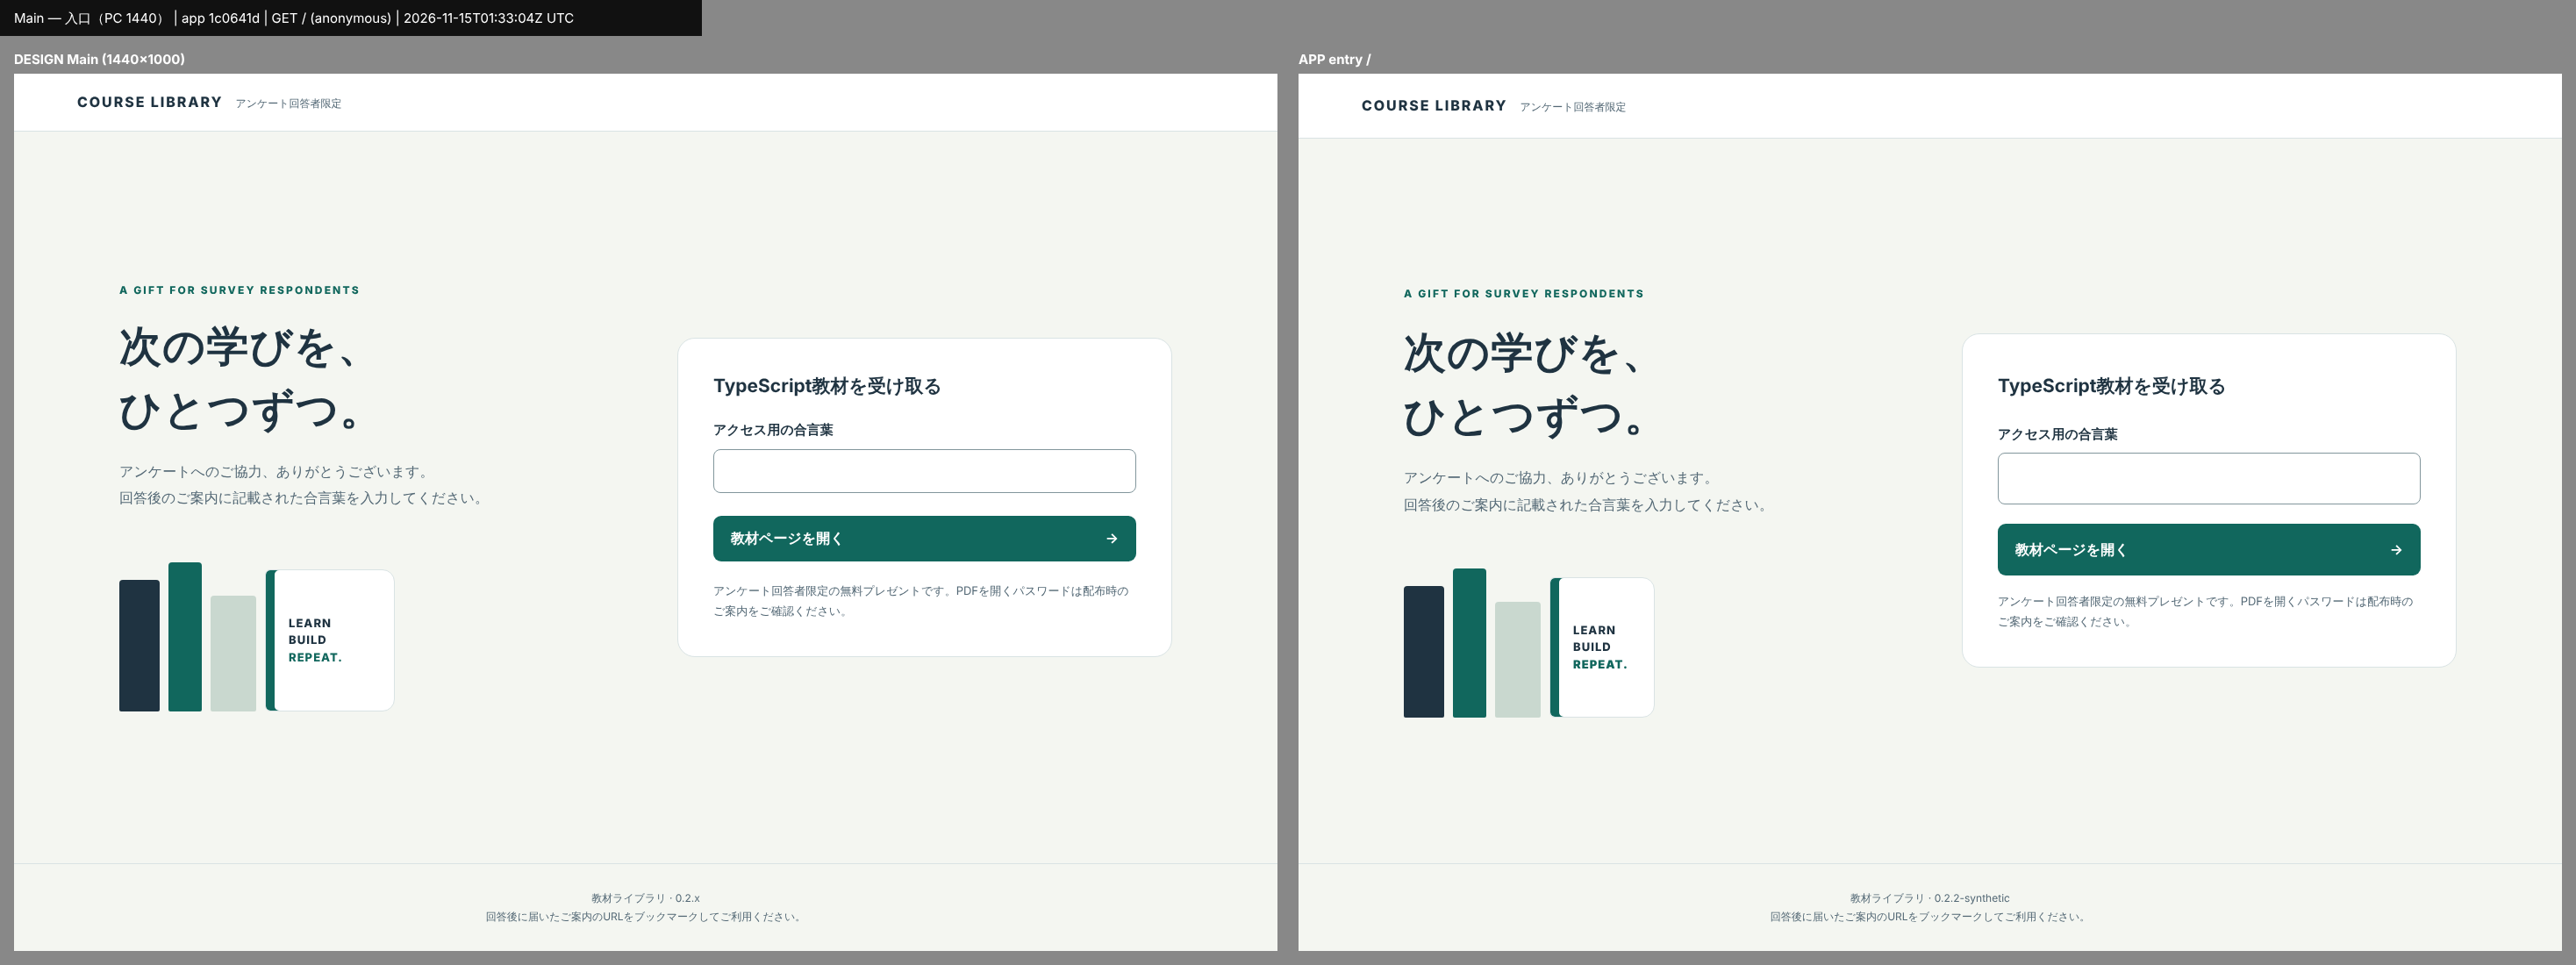 Main — 入口（PC 1440） | app 1c0641d | GET / (anonymous) | 2026-11-15T01:33:04Z UTC
DESIGN Main (1440×1000)
COURSE LIBRARY アンケート回答者限定
A GIFT FOR SURVEY RESPONDENTS
次の学びを、
ひとつずつ。
アンケートへのご協力、ありがとうございます。
回答後のご案内に記載された合言葉を入力してください。
LEARN
BUILD
REPEAT.
TypeScript教材を受け取る
アクセス用の合言葉
教材ページを開く →
アンケート回答者限定の無料プレゼントです。PDFを開くパスワードは配布時の
ご案内をご確認ください。
教材ライブラリ · 0.2.x
回答後に届いたご案内のURLをブックマークしてご利用ください。
APP entry /
COURSE LIBRARY アンケート回答者限定
A GIFT FOR SURVEY RESPONDENTS
次の学びを、
ひとつずつ。
アンケートへのご協力、ありがとうございます。
回答後のご案内に記載された合言葉を入力してください。
LEARN
BUILD
REPEAT.
TypeScript教材を受け取る
アクセス用の合言葉
教材ページを開く →
アンケート回答者限定の無料プレゼントです。PDFを開くパスワードは配布時の
ご案内をご確認ください。
教材ライブラリ · 0.2.2-synthetic
回答後に届いたご案内のURLをブックマークしてご利用ください。